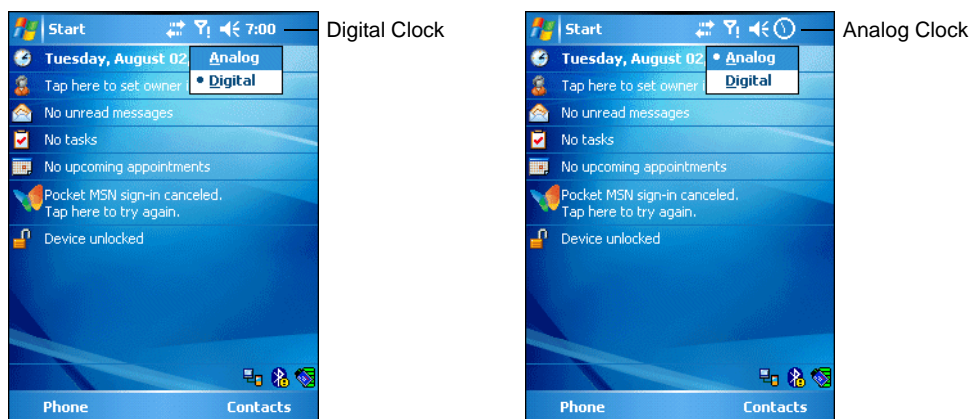 Start 7:00
Digital Clock
Tuesday, August 02
Analog
Digital
Tap here to set owner
No unread messages
No tasks
No upcoming appointments
Pocket MSN sign-in canceled.
Tap here to try again.
Device unlocked
Phone Contacts
Start
Analog Clock
Tuesday, August 02
Analog
Digital
Tap here to set owner
No unread messages
No tasks
No upcoming appointments
Pocket MSN sign-in canceled.
Tap here to try again.
Device unlocked
Phone Contacts